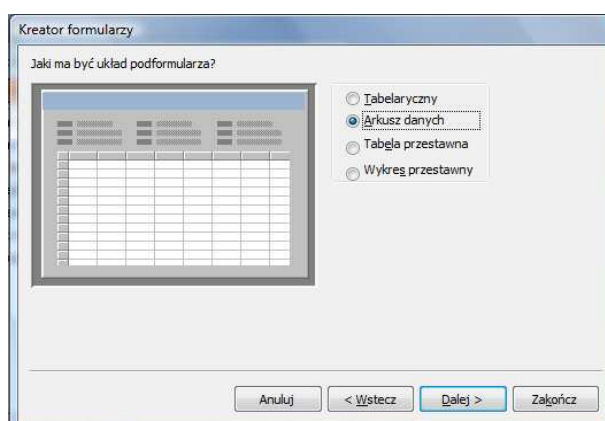 Kreator formularzy
Jaki ma być układ podformularza?
Tabelaryczny
Arkusz danych
Tabela przestawna
Wykres przestawny
Anuluj
< Wstecz
Dalej >
Zakończ